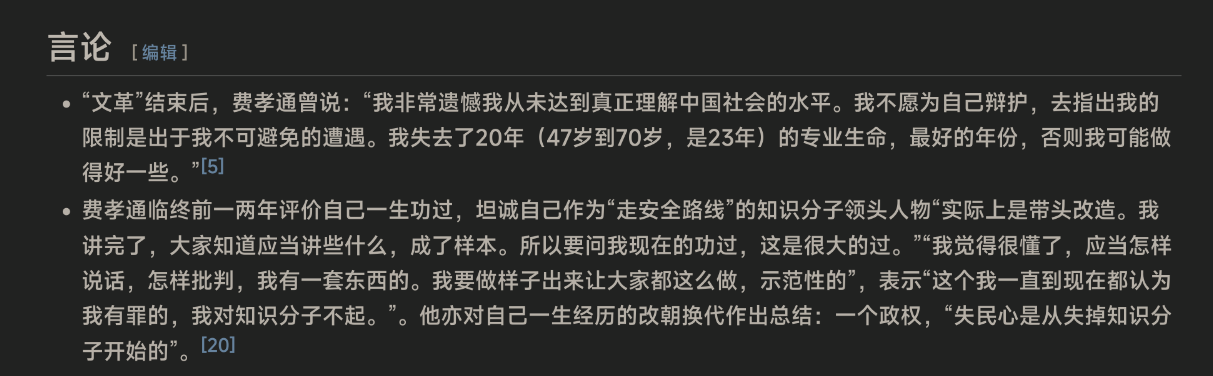 言论 [编辑]
• “文革”结束后，费孝通曾说：“我非常遗憾我从未达到真正理解中国社会的水平。我不愿为自己辩护，去指出我的
限制是出于我不可避免的遭遇。我失去了20年（47岁到70岁，是23年）的专业生命，最好的年份，否则我可能做
得好一些。”[5]
• 费孝通临终前一两年评价自己一生功过，坦诚自己作为“走安全路线”的知识分子领头人物“实际上是带头改造。我
讲完了，大家知道应当讲些什么，成了样本。所以要问我现在的功过，这是很大的过。”“我觉得很懂了，应当怎样
说话，怎样批判，我有一套东西的。我要做样子出来让大家都这么做，示范性的”，表示“这个我一直到现在都认为
我有罪的，我对知识分子不起。”。他亦对自己一生经历的改朝换代作出总结：一个政权，“失民心是从失掉知识分
子开始的”。[20]